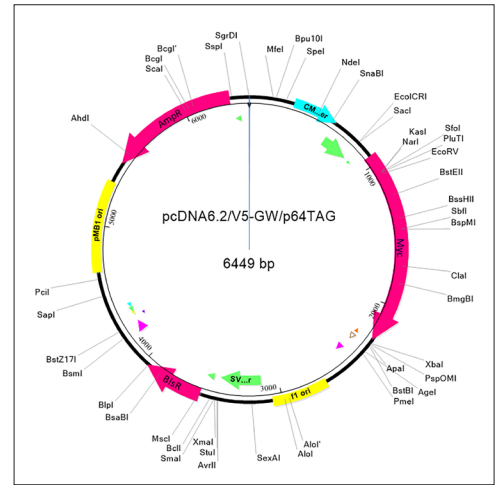 SgrDI
SspI
MfeI
Bpu10I
SpeI
NdeI
SnaBI
EcoICRI
SacI
KasI
NarI
SfoI
PluTI
EcoRV
BstEII
BssHII
SbfI
BspMI
ClaI
BmgBI
XbaI
PspOMI
ApaI
AgeI
BstBI
PmeI
AloI'
AloI
SexAI
XmaI
StuI
AvrII
MscI
BclI
SmaI
BlpI
BsaBI
BstZ17I
BsmI
PciI
SapI
AhdI
BcgI'
BcgI
ScaI
AmpR
CM...er
Myc
f1 ori
SV...r
BlsR
pMB1 ori
1000
2000
3000
4000
5000
6000
pcDNA6.2/V5-GW/p64TAG
6449 bp